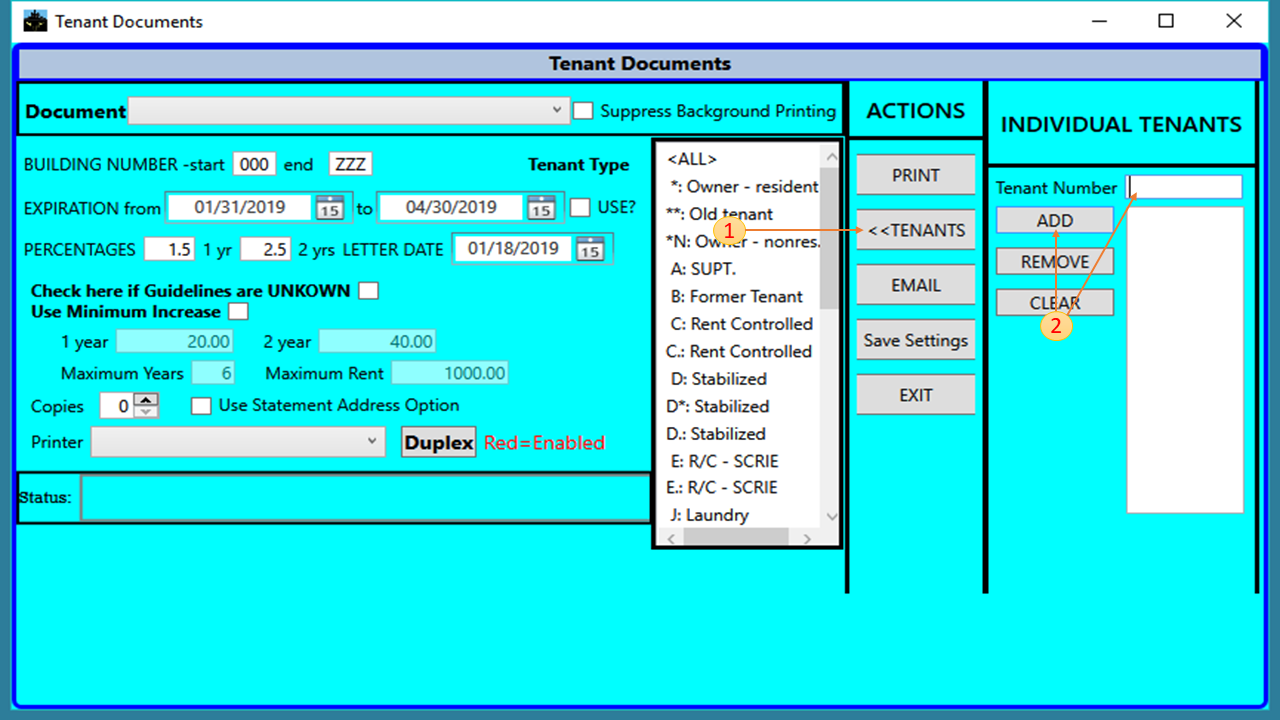 Tenant Documents
Tenant Documents
Document
Suppress Background Printing
BUILDING NUMBER -start 000 end ZZZ
Tenant Type
EXPIRATION from 01/31/2019 15 to 04/30/2019 15 USE?
PERCENTAGES 1.5 1 yr 2.5 2 yrs LETTER DATE 01/18/2019 15
Check here if Guidelines are UNKOWN
Use Minimum Increase
1 year 20.00 2 year 40.00
Maximum Years 6 Maximum Rent 1000.00
Copies 0 Use Statement Address Option
Printer Duplex Red=Enabled
Status:
<ALL>
*: Owner - resident
**: Old tenant
*N: Owner - nonres.
A: SUPT.
B: Former Tenant
C: Rent Controlled
C.: Rent Controlled
D: Stabilized
D*: Stabilized
D.: Stabilized
E: R/C - SCRIE
E.: R/C - SCRIE
J: Laundry
1
ACTIONS
PRINT
<<TENANTS
EMAIL
Save Settings
EXIT
INDIVIDUAL TENANTS
Tenant Number
ADD
REMOVE
CLEAR
2